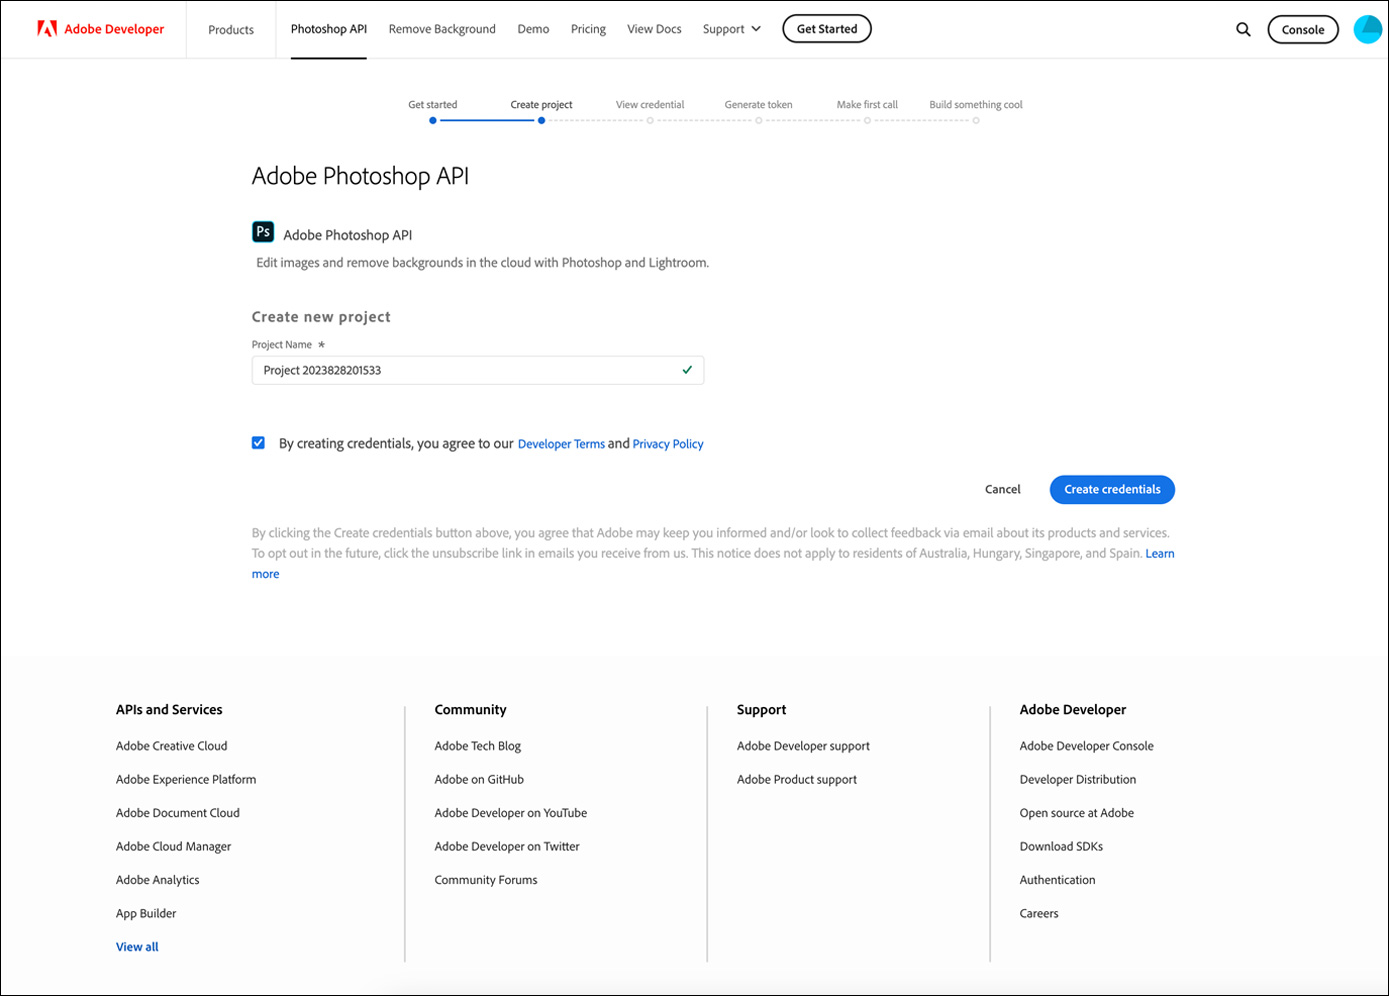 Adobe Developer Products Photoshop API Remove Background Demo Pricing View Docs Support Get Started Console
Get started Create project View credential Generate token Make first call Build something cool
Adobe Photoshop API
Ps Adobe Photoshop API
Edit images and remove backgrounds in the cloud with Photoshop and Lightroom.
Create new project
Project Name *
Project 2023828201533
By creating credentials, you agree to our Developer Terms and Privacy Policy
Cancel Create credentials
By clicking the Create credentials button above, you agree that Adobe may keep you informed and/or look to collect feedback via email about its products and services.
To opt out in the future, click the unsubscribe link in emails you receive from us. This notice does not apply to residents of Australia, Hungary, Singapore, and Spain. Learn
more
APIs and Services
Adobe Creative Cloud
Adobe Experience Platform
Adobe Document Cloud
Adobe Cloud Manager
Adobe Analytics
App Builder
View all
Community
Adobe Tech Blog
Adobe on GitHub
Adobe Developer on YouTube
Adobe Developer on Twitter
Community Forums
Support
Adobe Developer support
Adobe Product support
Adobe Developer
Adobe Developer Console
Developer Distribution
Open source at Adobe
Download SDKs
Authentication
Careers